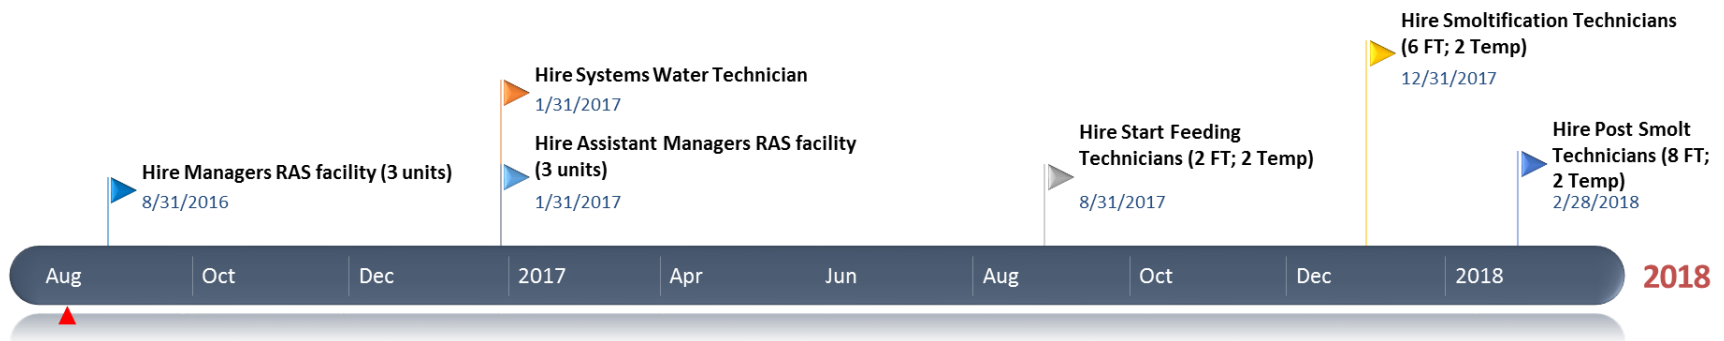 Hire Smoltification Technicians
(6 FT; 2 Temp)
12/31/2017
Hire Systems Water Technician
1/31/2017
Hire Assistant Managers RAS facility
(3 units)
1/31/2017
Hire Start Feeding
Technicians (2 FT; 2 Temp)
8/31/2017
Hire Post Smolt
Technicians (8 FT;
2 Temp)
2/28/2018
Hire Managers RAS facility (3 units)
8/31/2016
Aug Oct Dec 2017 Apr Jun Aug Oct Dec 2018 2018